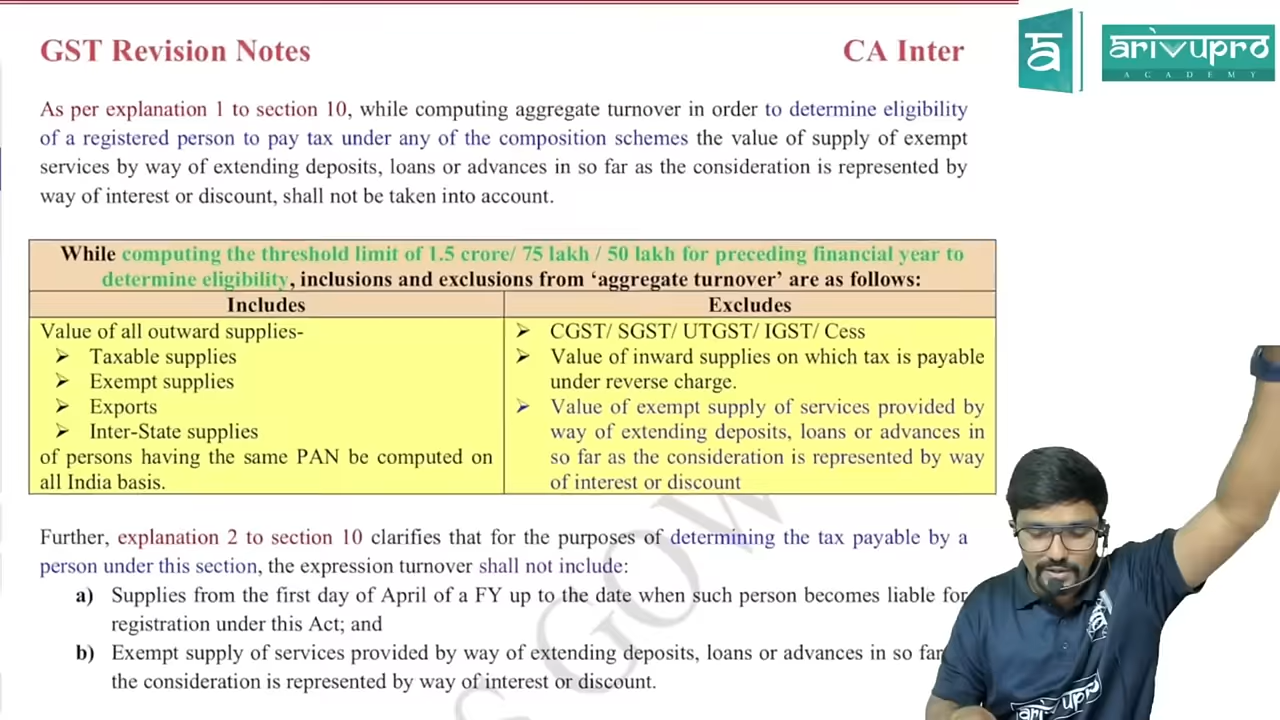 GST Revision Notes
CA Inter
ā
arivupro
ACADEMY
As per explanation 1 to section 10, while computing aggregate turnover in order to determine eligibility
of a registered person to pay tax under any of the composition schemes the value of supply of exempt
services by way of extending deposits, loans or advances in so far as the consideration is represented by
way of interest or discount, shall not be taken into account.
While computing the threshold limit of 1.5 crore/ 75 lakh / 50 lakh for preceding financial year to
determine eligibility, inclusions and exclusions from ‘aggregate turnover’ are as follows:
Includes
Value of all outward supplies-
➢ Taxable supplies
➢ Exempt supplies
➢ Exports
➢ Inter-State supplies
of persons having the same PAN be computed on
all India basis.
Excludes
➢ CGST/ SGST/ UTGST/ IGST/ Cess
➢ Value of inward supplies on which tax is payable
under reverse charge.
➢ Value of exempt supply of services provided by
way of extending deposits, loans or advances in
so far as the consideration is represented by way
of interest or discount
Further, explanation 2 to section 10 clarifies that for the purposes of determining the tax payable by a
person under this section, the expression turnover shall not include:
a) Supplies from the first day of April of a FY up to the date when such person becomes liable for
registration under this Act; and
b) Exempt supply of services provided by way of extending deposits, loans or advances in so far
the consideration is represented by way of interest or discount.